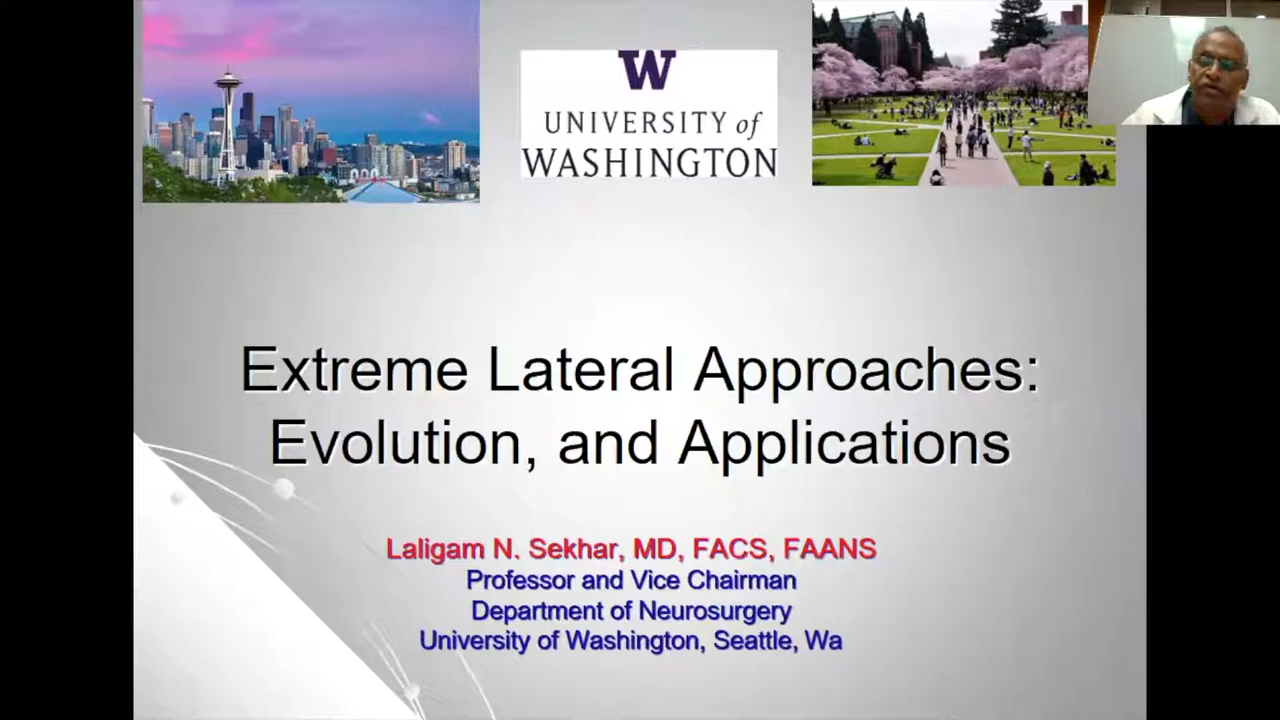 W
UNIVERSITY of
WASHINGTON
Extreme Lateral Approaches:
Evolution, and Applications
Laligam N. Sekhar, MD, FACS, FAANS
Professor and Vice Chairman
Department of Neurosurgery
University of Washington, Seattle, Wa